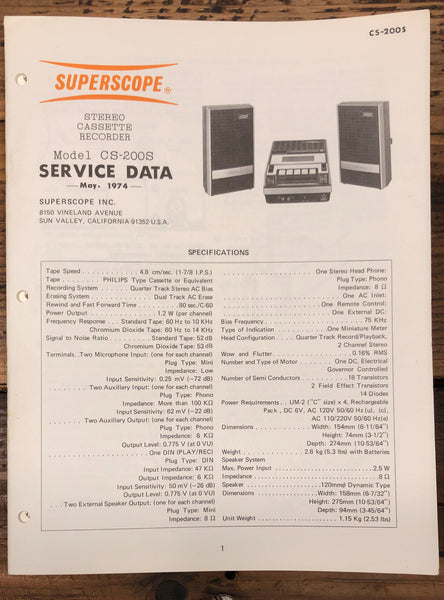 CS-200S
SUPERSCOPE®
STEREO
CASSETTE
RECORDER
Model CS-200S
SERVICE DATA
—May. 1974—
SUPERSCOPE INC.
8150 VINELAND AVENUE
SUN VALLEY, CALIFORNIA-91352 U.S.A.
SPECIFICATIONS
Tape Speed . . . . . . . . . . . . . . . 4.8 cm/sec. (1-7/8 I.P.S.)
Tape . . . . . . . . PHILIPS Type Cassette or Equivalent
Recording System . . . . . Quarter Track Stereo AC Bias
Erasing System . . . . . . . . . . . . . Dual Track AC Erase
Rewind and Fast Forward Time . . . . . . . 80 sec./C-60
Power Output . . . . . . . . . . . . . . 1.2 W (per channel)
Frequency Response . . Standard Tape: 60 Hz to 10 KHz
Chromium Dioxide Tape: 60 Hz to 14 KHz
Signal to Noise Ratio . . . . . . . Standard Tape: 52 dB
Chromium Dioxide Tape: 53 dB
Terminals. .Two Microphone Input: (one for each channel)
Plug Type: Mini
Impedance: Low
Input Sensitivity: 0.25 mV (−72 dB)
. . . Two Auxiliary Input: (one for each channel)
Plug Type: Phono
Impedance: More than 100 KΩ
Input Sensitivity: 62 mV (−22 dB)
. . Two Auxiliary Output: (one for each channel)
Plug Type: Phono
Impedance: 6 KΩ
Output Level: 0.775 V (at 0 VU)
. . . . . . . . . . . . . . . One DIN (PLAY/REC)
Plug Type: DIN
Input Impedance: 47 KΩ
Output Impedance: 6 KΩ
Input Sensitivity: 50 mV (−26 dB)
Output Level: 0.775 V (at 0 VU)
. . . Two External Speaker Output: (one for each channel)
Plug Type: Mini
Impedance: 8 Ω
. . . . . . . . . . . . . . . . . One Stereo Head Phone:
Plug Type: Phono
Impedance: 8 Ω
. . . . . . . . . . . . . . . . . . . . . . . One AC Inlet:
. . . . . . . . . . . . . . . . . . . One Remote Control:
. . . . . . . . . . . . . . . . . . . . . One External DC:
Bias Frequency . . . . . . . . . . . . . . . . . . . . 75 KHz
Type of Indication . . . . . . . . . One Miniature Meter
Head Configuration. . . . Quarter Track Record/Playback,
2 Channel Stereo
Wow and Flutter. . . . . . . . . . . . . . . . . 0.16% RMS
Number and Type of Motor . . . . . . One DC, Electrical
Governor Controlled
Number of Semi Conductors . . . . . . . . 18 Transistors
2 Field Effect Transistors
14 Diodes
Power Requirements . . UM-2 ("C" size) x 4, Rechargeable
Pack , DC 6V, AC 120V 50/60 Hz (u), (c),
AC 110/220V 50/60 Hz (e)
Dimensions . . . . . . . . . . . . Width: 154mm (6-11/64")
Height: 74mm (3-1/2")
Depth: 274mm (10-53/64")
Weight . . . . . . . . . . 2.6 kg (5.3 lbf) with Batteries
Speaker System
Max. Power Input . . . . . . . . . . . . . . . . . . . 2.5 W
Impedance . . . . . . . . . . . . . . . . . . . . . . . . . 8 Ω
Speaker . . . . . . . . . . . . . . . 120mmø Dynamic Type
Dimensions . . . . . . . . . . . . Width: 158mm (6-7/32")
Height: 275mm (10-53/64")
Depth: 94mm (3-45/64")
Unit Weight . . . . . . . . . . . . . . . . 1.15 Kg (2.53 lbs)
1